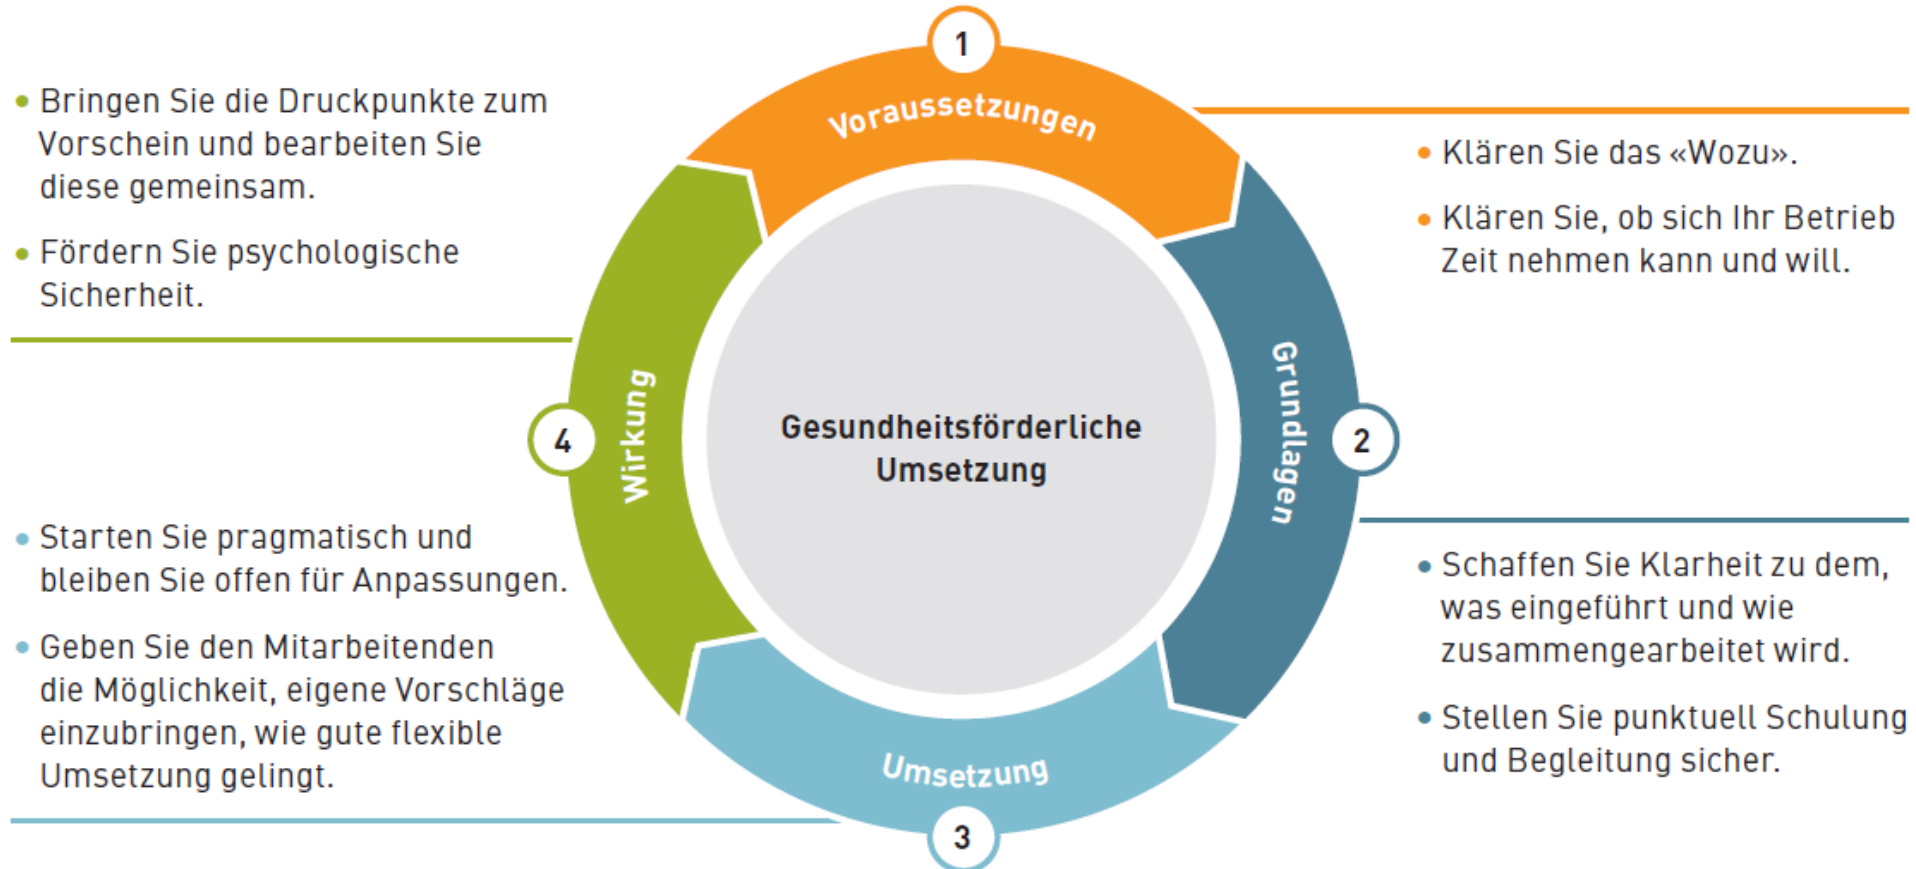 1
Voraussetzungen
• Klären Sie das «Wozu».
• Klären Sie, ob sich Ihr Betrieb
Zeit nehmen kann und will.
2
Grundlagen
• Schaffen Sie Klarheit zu dem,
was eingeführt und wie
zusammengearbeitet wird.
• Stellen Sie punktuell Schulung
und Begleitung sicher.
3
Umsetzung
• Starten Sie pragmatisch und
bleiben Sie offen für Anpassungen.
• Geben Sie den Mitarbeitenden
die Möglichkeit, eigene Vorschläge
einzubringen, wie gute flexible
Umsetzung gelingt.
4
Wirkung
• Bringen Sie die Druckpunkte zum
Vorschein und bearbeiten Sie
diese gemeinsam.
• Fördern Sie psychologische
Sicherheit.
Gesundheitsförderliche
Umsetzung